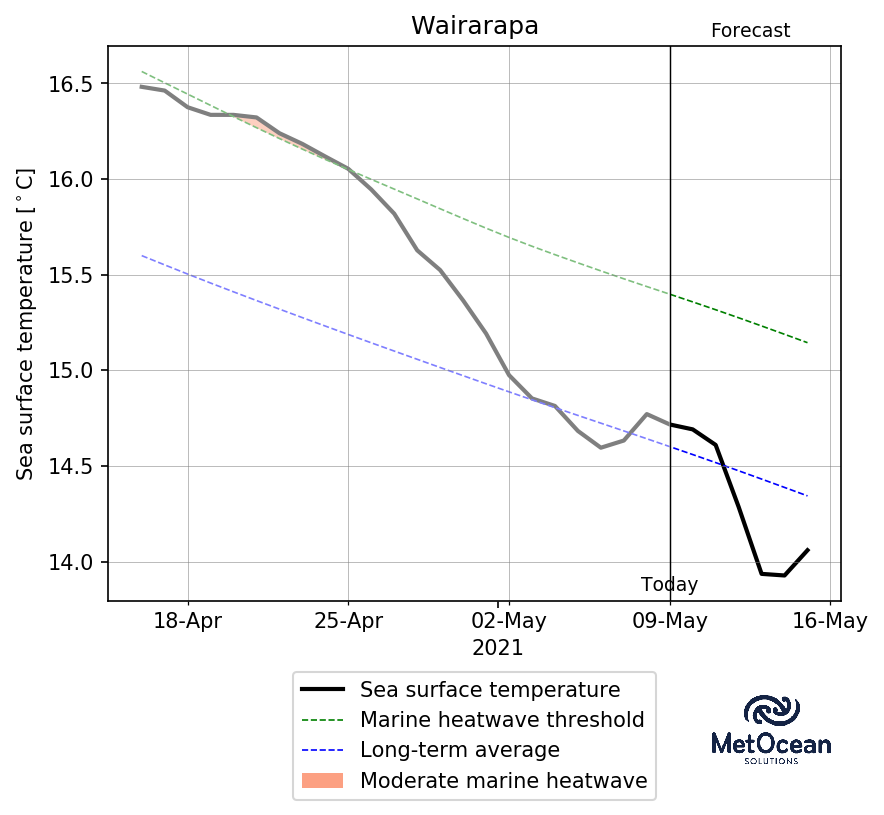 Wairarapa
Forecast
Sea surface temperature [°C]
16.5
16.0
15.5
15.0
14.5
14.0
Today
18-Apr 25-Apr 02-May 09-May 16-May
2021
Sea surface temperature
Marine heatwave threshold
Long-term average
Moderate marine heatwave
MetOcean
SOLUTIONS